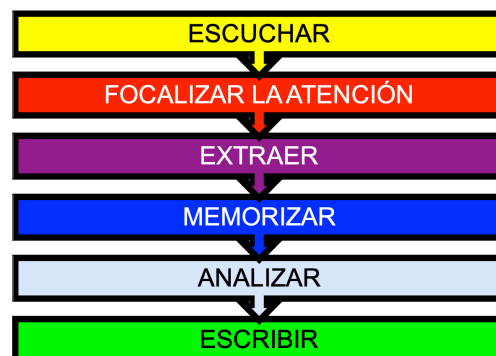 ESCUCHAR
FOCALIZAR LA ATENCIÓN
EXTRAER
MEMORIZAR
ANALIZAR
ESCRIBIR